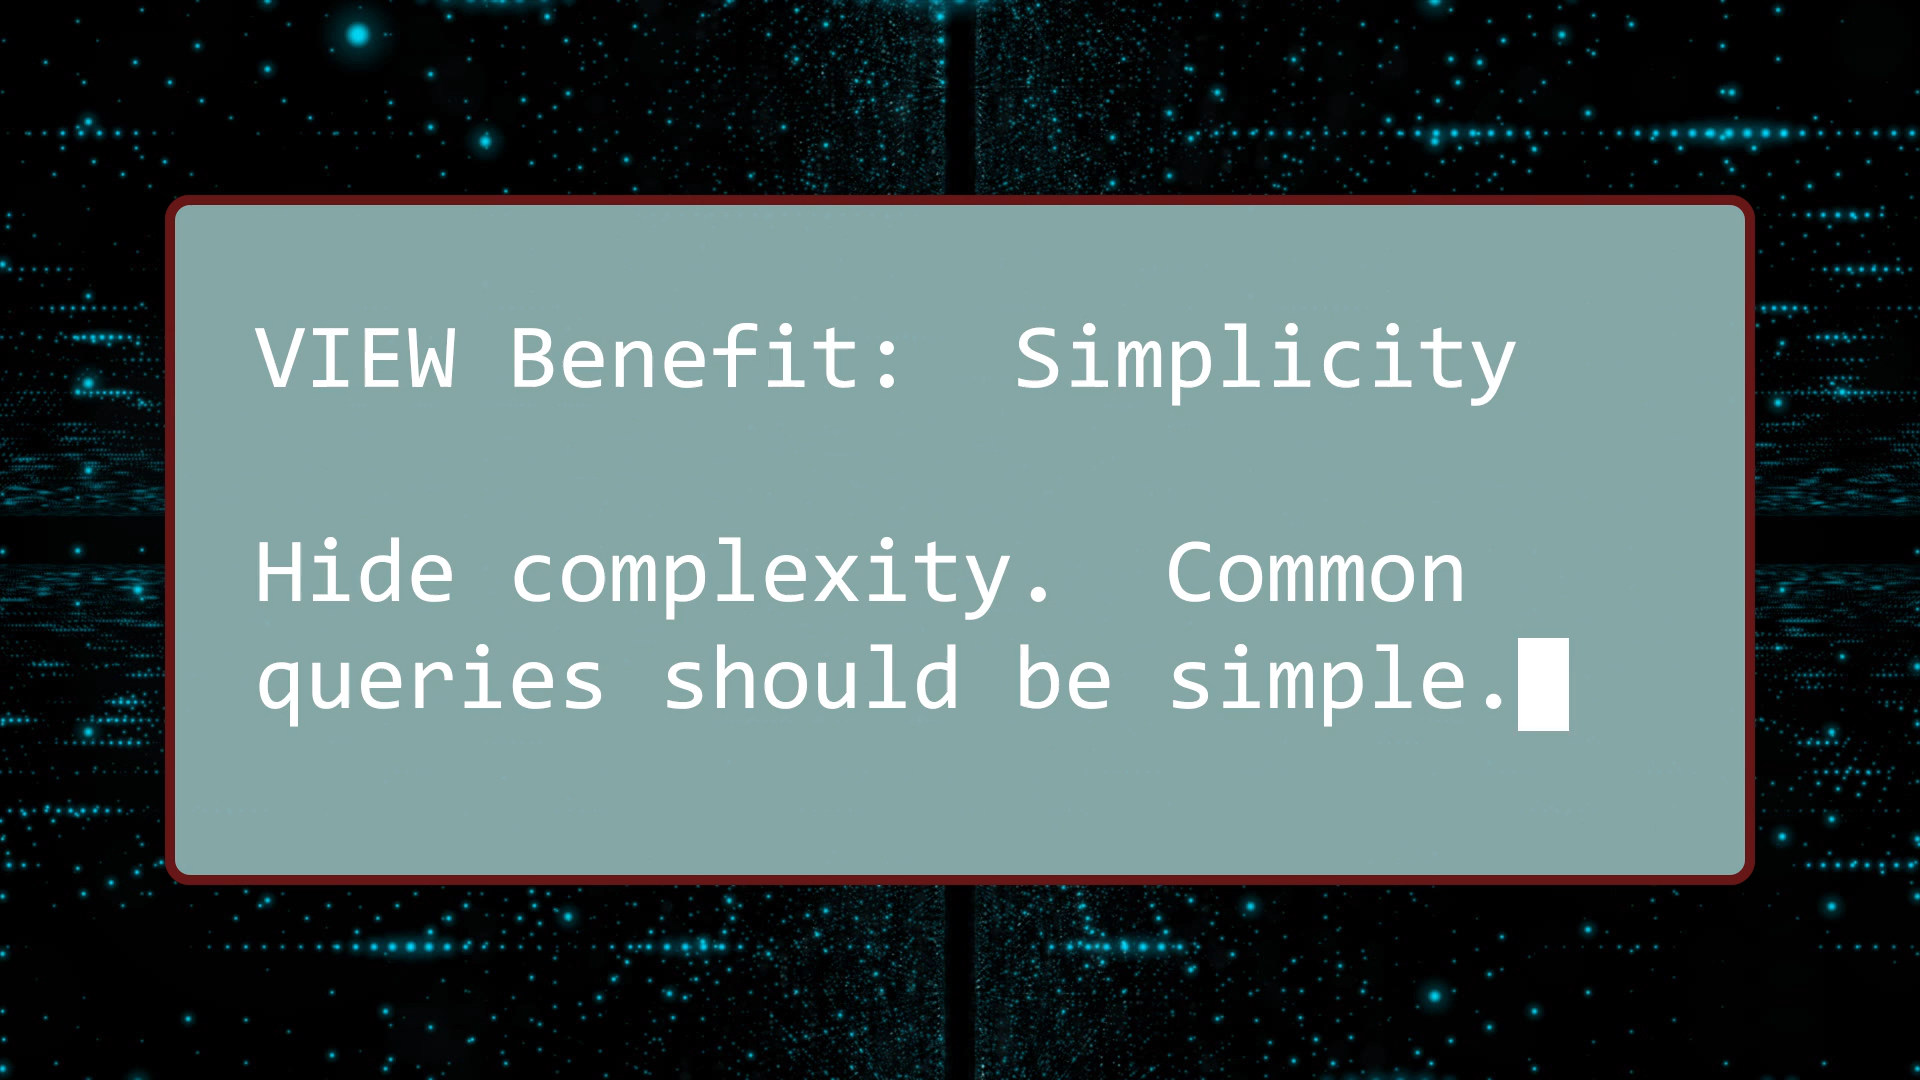 VIEW Benefit:  Simplicity
Hide complexity.  Common
queries should be simple.